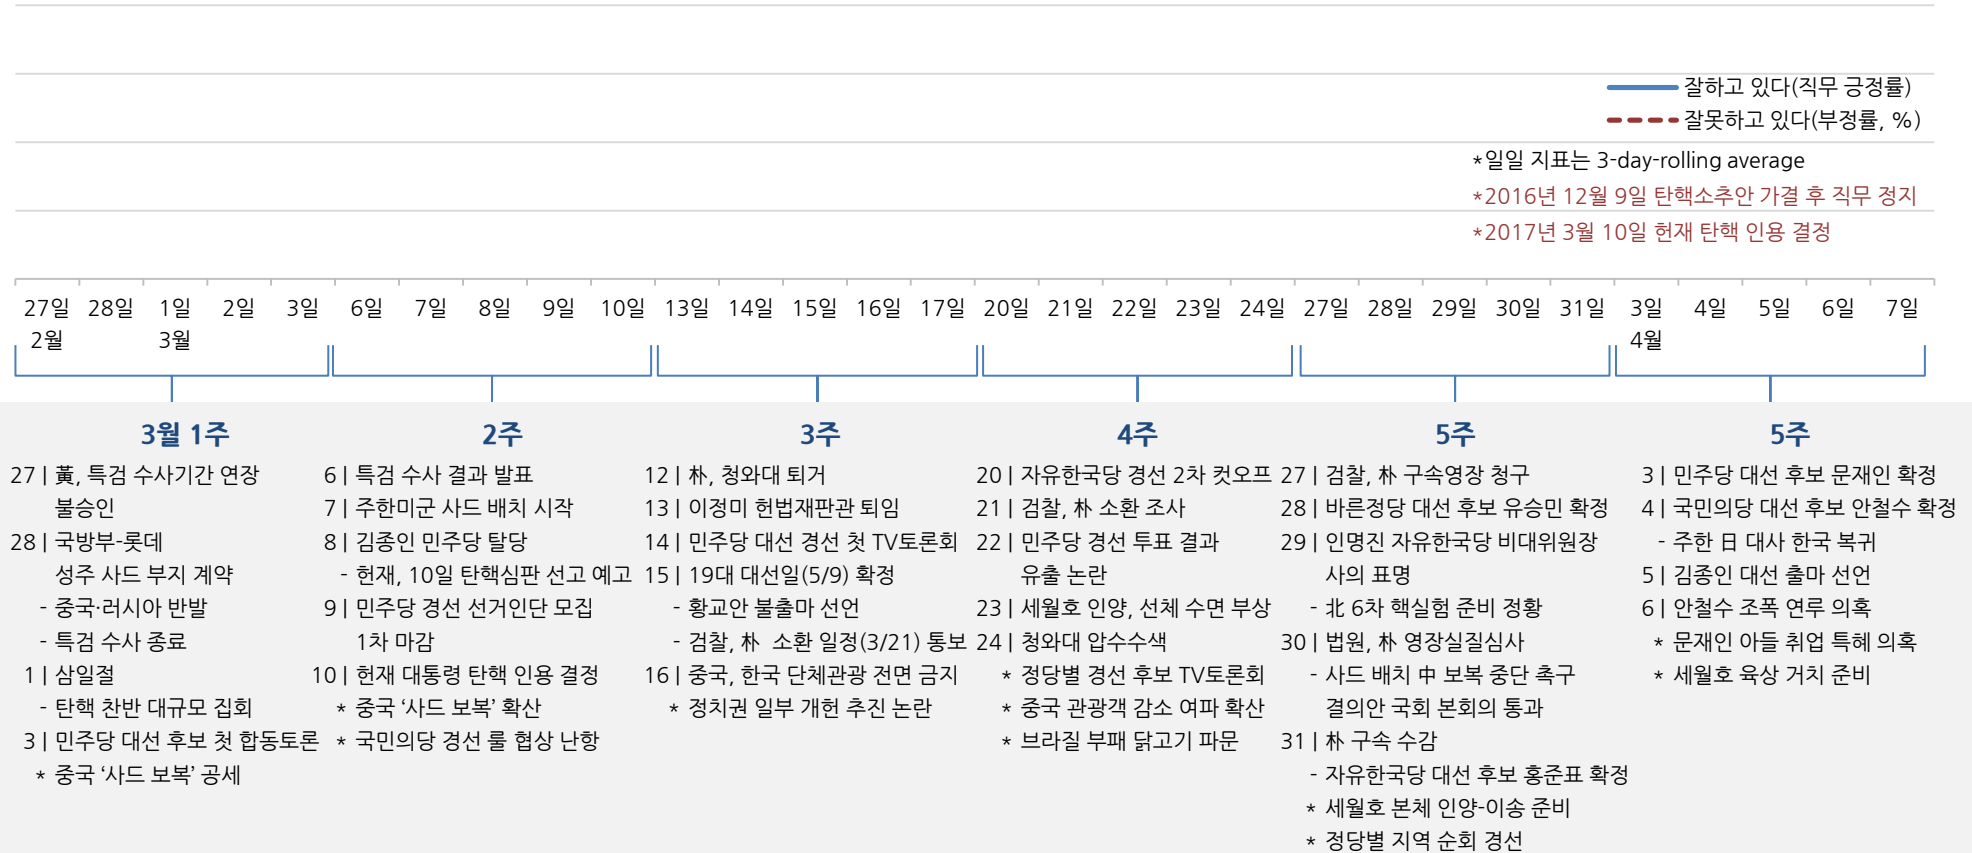 잘하고 있다(직무 긍정률)
잘못하고 있다(부정률, %)
*일일 지표는 3-day-rolling average
*2016년 12월 9일 탄핵소추안 가결 후 직무 정지
*2017년 3월 10일 헌재 탄핵 인용 결정
27일 28일 1일 2일 3일 6일 7일 8일 9일 10일 13일 14일 15일 16일 17일 20일 21일 22일 23일 24일 27일 28일 29일 30일 31일 3일 4일 5일 6일 7일
2월 3월 4월
3월 1주
27 | 黃, 특검 수사기간 연장
불승인
28 | 국방부-롯데
성주 사드 부지 계약
- 중국·러시아 반발
- 특검 수사 종료
1 | 삼일절
- 탄핵 찬반 대규모 집회
3 | 민주당 대선 후보 첫 합동토론
* 중국 ‘사드 보복’ 공세
2주
6 | 특검 수사 결과 발표
7 | 주한미군 사드 배치 시작
8 | 김종인 민주당 탈당
- 헌재, 10일 탄핵심판 선고 예고
9 | 민주당 경선 선거인단 모집
1차 마감
10 | 헌재 대통령 탄핵 인용 결정
* 중국 ‘사드 보복’ 확산
* 국민의당 경선 룰 협상 난항
3주
12 | 朴, 청와대 퇴거
13 | 이정미 헌법재판관 퇴임
14 | 민주당 대선 경선 첫 TV토론회
15 | 19대 대선일(5/9) 확정
- 황교안 불출마 선언
- 검찰, 朴 소환 일정(3/21) 통보
16 | 중국, 한국 단체관광 전면 금지
* 정치권 일부 개헌 추진 논란
4주
20 | 자유한국당 경선 2차 컷오프
21 | 검찰, 朴 소환 조사
22 | 민주당 경선 투표 결과
유출 논란
23 | 세월호 인양, 선체 수면 부상
24 | 청와대 압수수색
* 정당별 경선 후보 TV토론회
* 중국 관광객 감소 여파 확산
* 브라질 부패 닭고기 파문
5주
27 | 검찰, 朴 구속영장 청구
28 | 바른정당 대선 후보 유승민 확정
29 | 인명진 자유한국당 비대위원장
사의 표명
- 北 6차 핵실험 준비 정황
30 | 법원, 朴 영장실질심사
- 사드 배치 中 보복 중단 촉구
결의안 국회 본회의 통과
31 | 朴 구속 수감
- 자유한국당 대선 후보 홍준표 확정
* 세월호 본체 인양-이송 준비
* 정당별 지역 순회 경선
5주
3 | 민주당 대선 후보 문재인 확정
4 | 국민의당 대선 후보 안철수 확정
- 주한 日 대사 한국 복귀
5 | 김종인 대선 출마 선언
6 | 안철수 조폭 연루 의혹
* 문재인 아들 취업 특혜 의혹
* 세월호 육상 거치 준비